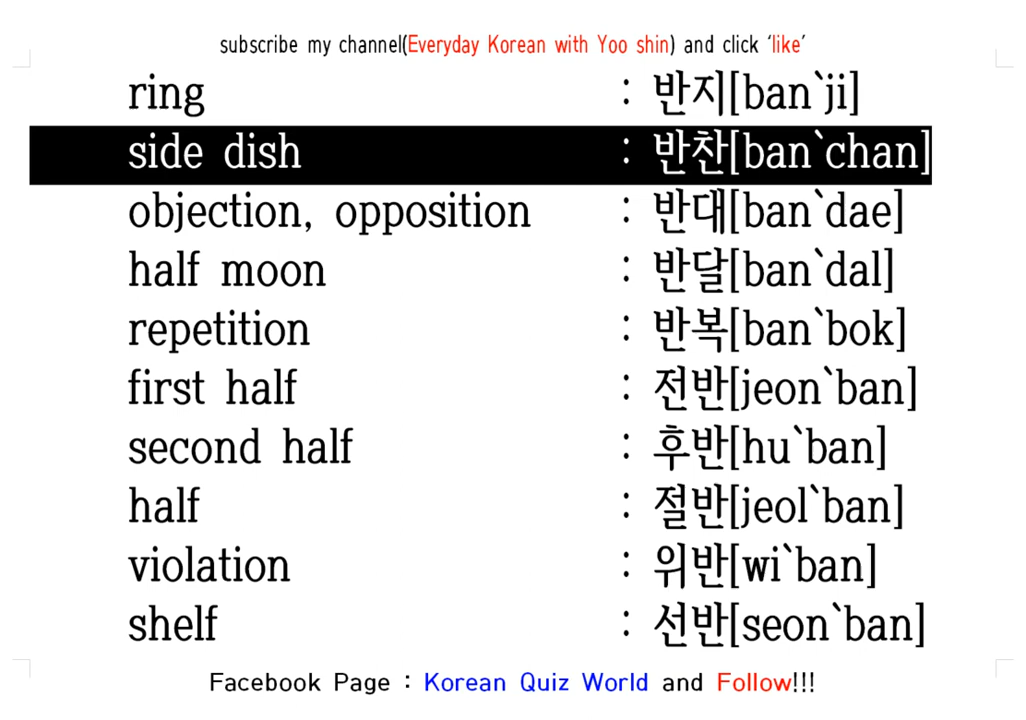 subscribe my channel(Everyday Korean with Yoo shin) and click ‘like’
ring : 반지[ban`ji]
side dish : 반찬[ban`chan]
objection, opposition : 반대[ban`dae]
half moon : 반달[ban`dal]
repetition : 반복[ban`bok]
first half : 전반[jeon`ban]
second half : 후반[hu`ban]
half : 절반[jeol`ban]
violation : 위반[wi`ban]
shelf : 선반[seon`ban]
Facebook Page : Korean Quiz World and Follow!!!